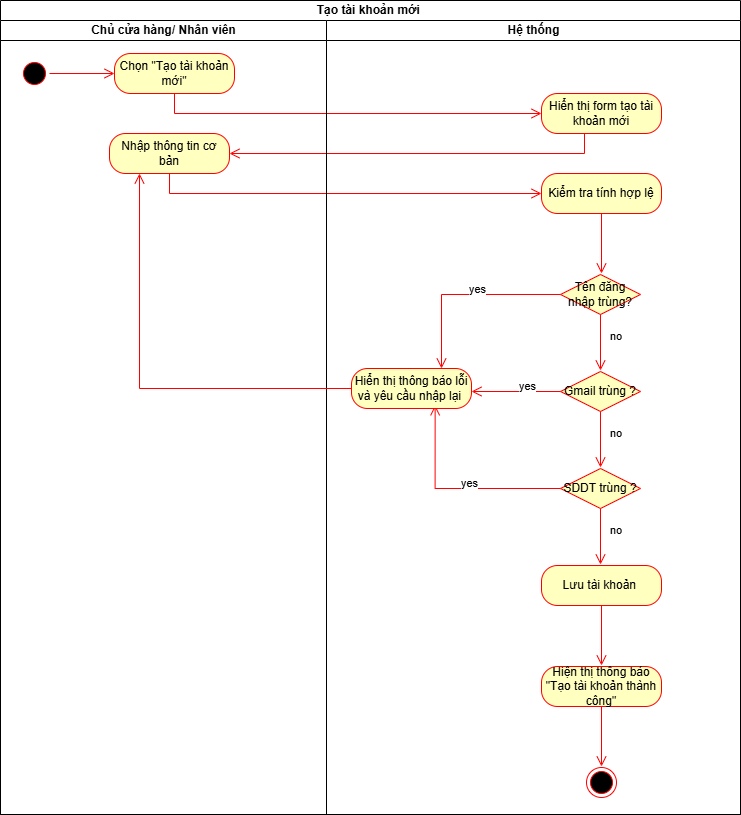 Tạo tài khoản mới
Chủ cửa hàng/ Nhân viên
Hệ thống
Chọn "Tạo tài khoản
mới"
Hiển thị form tạo tài
khoản mới
Nhập thông tin cơ
bản
Kiểm tra tính hợp lệ
Tên đăng
nhập trùng?
yes
no
Hiển thị thông báo lỗi
và yêu cầu nhập lại
yes
Gmail trùng ?
no
yes
SDDT trùng ?
no
Lưu tài khoản
Hiện thị thông báo
"Tạo tài khoản thành
công"